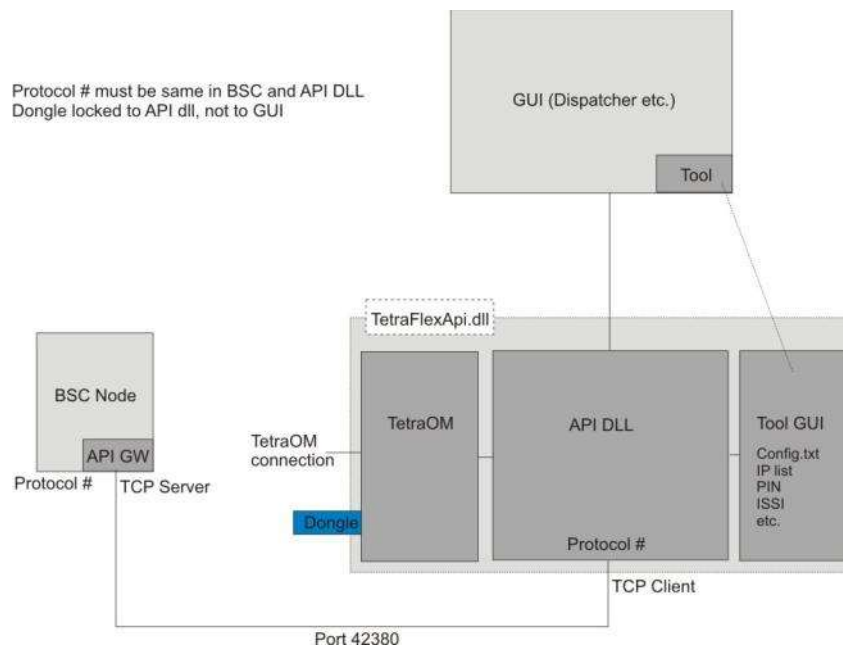 Protocol # must be same in BSC and API DLL
Dongle locked to API dll, not to GUI
GUI (Dispatcher etc.)
Tool
TetraFlexApi.dll
BSC Node
API GW
Protocol #
TCP Server
TetraOM
connection
Dongle
TetraOM
API DLL
Protocol #
Tool GUI
Config.txt
IP list
PIN
ISSI
etc.
TCP Client
Port 42380